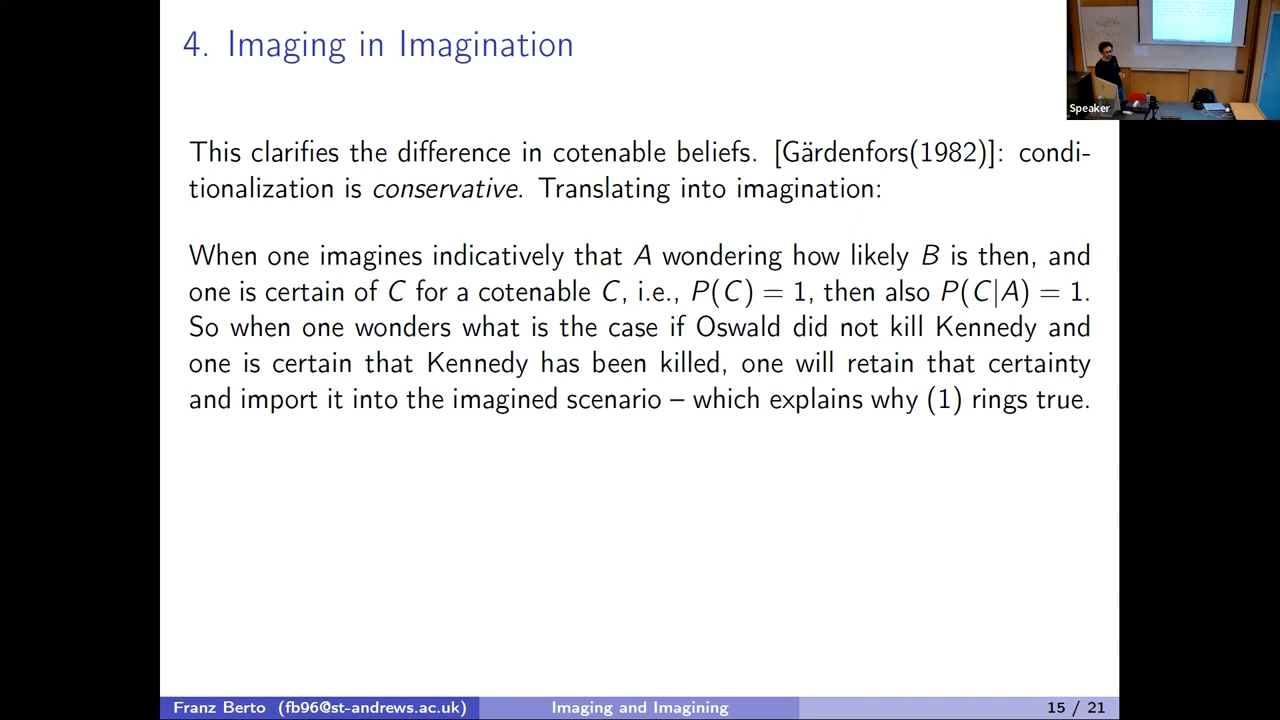 4. Imaging in Imagination
Speaker
This clarifies the difference in cotenable beliefs. [Gärdenfors(1982)]: condi-
tionalization is conservative. Translating into imagination:
When one imagines indicatively that A wondering how likely B is then, and
one is certain of C for a cotenable C, i.e., P(C) = 1, then also P(C|A) = 1.
So when one wonders what is the case if Oswald did not kill Kennedy and
one is certain that Kennedy has been killed, one will retain that certainty
and import it into the imagined scenario – which explains why (1) rings true.
Franz Berto (fb96@st-andrews.ac.uk) Imaging and Imagining 15 / 21